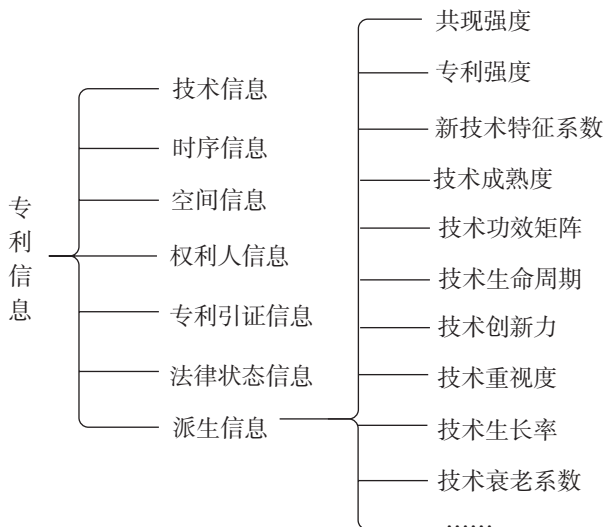 专利信息
技术信息
时序信息
空间信息
权利人信息
专利引证信息
法律状态信息
派生信息
共现强度
专利强度
新技术特征系数
技术成熟度
技术功效矩阵
技术生命周期
技术创新力
技术重视度
技术生长率
技术衰老系数
……